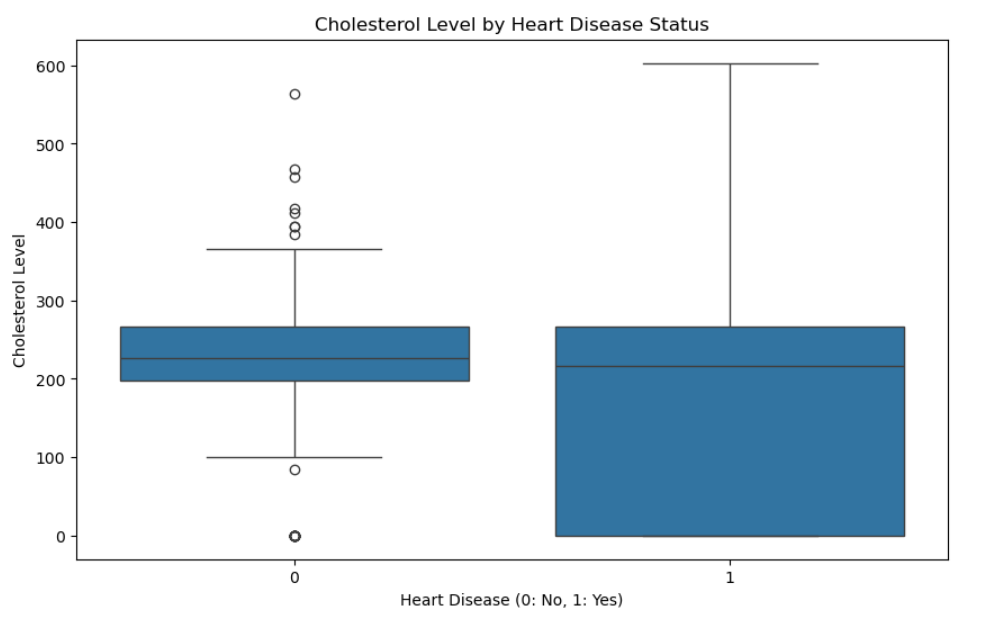 Cholesterol Level by Heart Disease Status
Cholesterol Level
600
500
400
300
200
100
0
0 1
Heart Disease (0: No, 1: Yes)